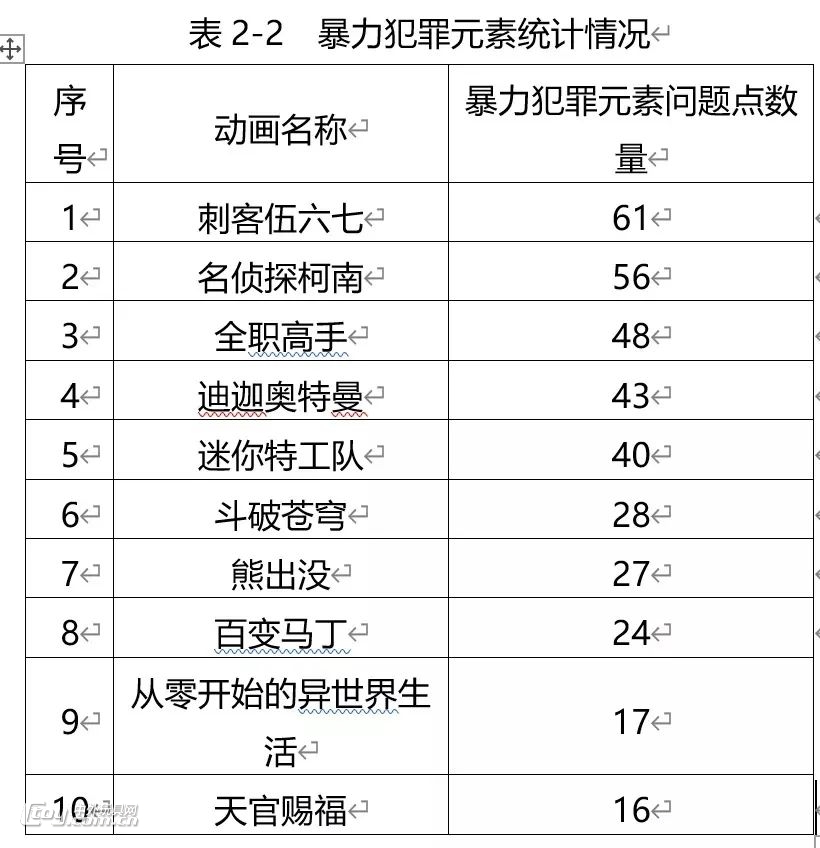 表 2-2 暴力犯罪元素统计情况
序号 动画名称 暴力犯罪元素问题点数量
1 刺客伍六七 61
2 名侦探柯南 56
3 全职高手 48
4 迪迦奥特曼 43
5 迷你特工队 40
6 斗破苍穹 28
7 熊出没 27
8 百变马丁 24
9 从零开始的异世界生活 17
10 天官赐福 16